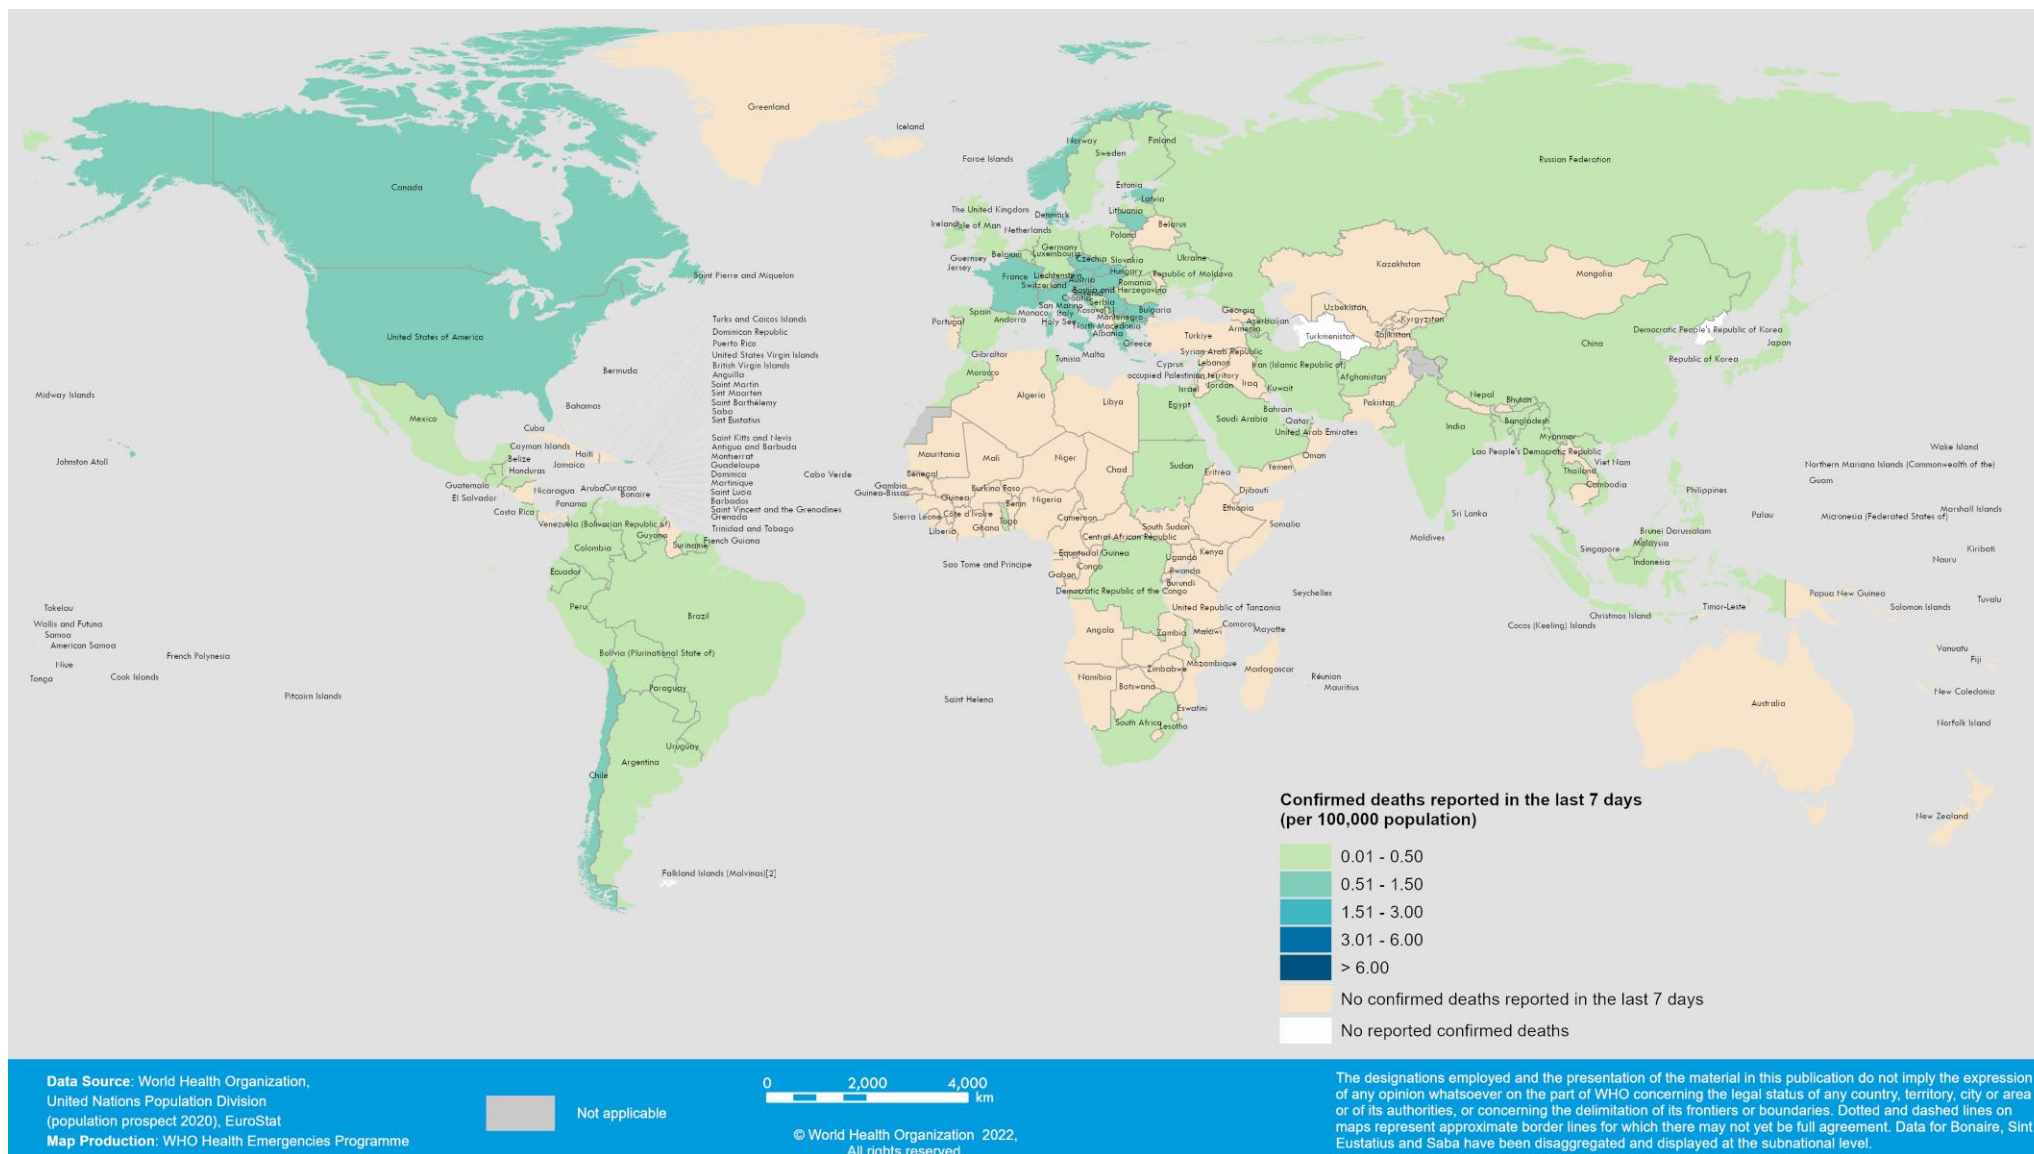 Greenland
Iceland
Faroe Islands
Norway
Sweden
Finland
Russian Federation
Canada
Estonia
Latvia
Lithuania
The United Kingdom
Denmark
Isle of Man
Ireland
Netherlands
Belarus
Poland
Germany
Guernsey
Belgium
Luxembourg
Jersey
Czechia
Slovakia
Ukraine
Saint Pierre and Miquelon
France
Liechtenstein
Hungary
Republic of Moldova
Switzerland
Austria
Romania
Bosnia and Herzegovina
Kazakhstan
Mongolia
Croatia
Serbia
San Marino
Italy
Kosovo[1]
Bulgaria
Spain
Andorra
Monaco
Holy See
Montenegro
North Macedonia
Albania
Portugal
Greece
Georgia
Azerbaijan
Armenia
Uzbekistan
Kyrgyzstan
Türkiye
Turkmenistan
Tajikistan
Democratic People's Republic of Korea
Japan
China
Republic of Korea
United States of America
Turks and Caicos Islands
Dominican Republic
Puerto Rico
United States Virgin Islands
British Virgin Islands
Anguilla
Saint Martin
Sint Maarten
Saint Barthélemy
Saba
Sint Eustatius
Saint Kitts and Nevis
Antigua and Barbuda
Montserrat
Guadeloupe
Dominica
Martinique
Saint Lucia
Barbados
Saint Vincent and the Grenadines
Grenada
Trinidad and Tobago
Bermuda
Midway Islands
Bahamas
Mexico
Cuba
Cayman Islands
Haiti
Belize
Jamaica
Honduras
Johnston Atoll
Guatemala
Nicaragua
Aruba
Curacao
El Salvador
Bonaire
Panama
Costa Rica
Venezuela (Bolivarian Republic of)
Guyana
Suriname
French Guiana
Colombia
Ecuador
Peru
Brazil
Bolivia (Plurinational State of)
Paraguay
Uruguay
Argentina
Chile
Falkland Islands (Malvinas)[2]
Gibraltar
Tunisia
Malta
Cyprus
Syrian Arab Republic
Lebanon
occupied Palestinian territory
Israel
Jordan
Iraq
Iran (Islamic Republic of)
Kuwait
Afghanistan
Pakistan
Morocco
Algeria
Libya
Egypt
Saudi Arabia
Bahrain
Qatar
United Arab Emirates
Oman
Yemen
Nepal
Bhutan
Bangladesh
India
Myanmar
Lao People's Democratic Republic
Viet Nam
Thailand
Cambodia
Philippines
Wake Island
Northern Mariana Islands (Commonwealth of the)
Guam
Marshall Islands
Micronesia (Federated States of)
Palau
Kiribati
Nauru
Cabo Verde
Mauritania
Mali
Niger
Chad
Sudan
Eritrea
Djibouti
Senegal
Gambia
Guinea-Bissau
Guinea
Burkina Faso
Benin
Nigeria
Sierra Leone
Côte d'Ivoire
Liberia
Ghana
Togo
Cameroon
Central African Republic
South Sudan
Ethiopia
Somalia
Sri Lanka
Maldives
Brunei Darussalam
Malaysia
Singapore
Indonesia
Sao Tome and Principe
Equatorial Guinea
Gabon
Congo
Uganda
Kenya
Rwanda
Burundi
Democratic Republic of the Congo
United Republic of Tanzania
Seychelles
Christmas Island
Cocos (Keeling) Islands
Timor-Leste
Papua New Guinea
Solomon Islands
Tuvalu
Angola
Zambia
Malawi
Comoros
Mayotte
Namibia
Botswana
Zimbabwe
Mozambique
Madagascar
Réunion
Mauritius
Saint Helena
South Africa
Lesotho
Eswatini
Tokelau
Wallis and Futuna
Samoa
American Samoa
Niue
Tonga
Cook Islands
French Polynesia
Pitcairn Islands
Vanuatu
Fiji
New Caledonia
Norfolk Island
Australia
New Zealand
Confirmed deaths reported in the last 7 days
(per 100,000 population)
0.01 - 0.50
0.51 - 1.50
1.51 - 3.00
3.01 - 6.00
> 6.00
No confirmed deaths reported in the last 7 days
No reported confirmed deaths
Data Source: World Health Organization,
United Nations Population Division
(population prospect 2020), EuroStat
Map Production: WHO Health Emergencies Programme
Not applicable
0 2,000 4,000
km
© World Health Organization 2022,
All rights reserved
The designations employed and the presentation of the material in this publication do not imply the expression
of any opinion whatsoever on the part of WHO concerning the legal status of any country, territory, city or area
or of its authorities, or concerning the delimitation of its frontiers or boundaries. Dotted and dashed lines on
maps represent approximate border lines for which there may not yet be full agreement. Data for Bonaire, Sint
Eustatius and Saba have been disaggregated and displayed at the subnational level.